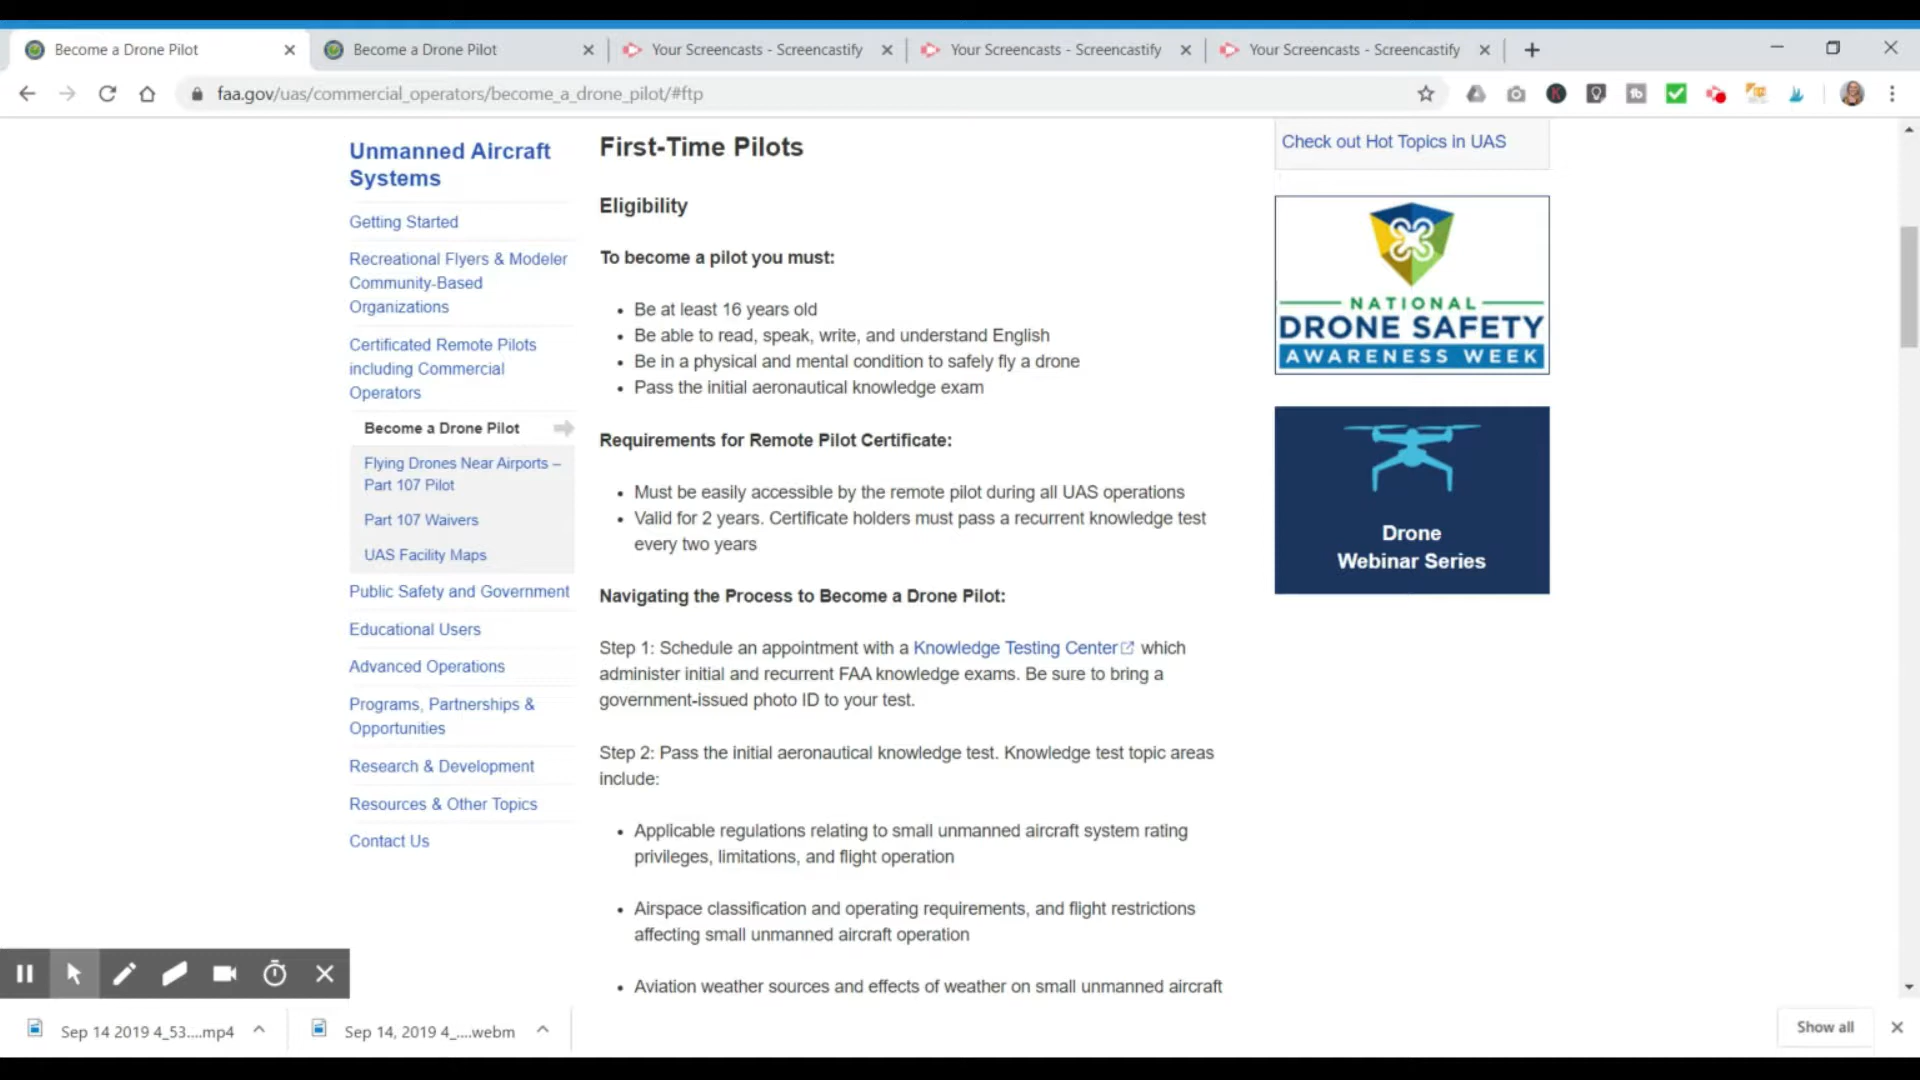 Become a Drone Pilot
Become a Drone Pilot
Your Screencasts - Screencastify
Your Screencasts - Screencastify
Your Screencasts - Screencastify
faa.gov/uas/commercial_operators/become_a_drone_pilot/#ftp
Unmanned Aircraft
Systems
Getting Started
Recreational Flyers & Modeler
Community-Based
Organizations
Certificated Remote Pilots
including Commercial
Operators
Become a Drone Pilot
Flying Drones Near Airports –
Part 107 Pilot
Part 107 Waivers
UAS Facility Maps
Public Safety and Government
Educational Users
Advanced Operations
Programs, Partnerships &
Opportunities
Research & Development
Resources & Other Topics
Contact Us
First-Time Pilots
Eligibility
To become a pilot you must:
• Be at least 16 years old
• Be able to read, speak, write, and understand English
• Be in a physical and mental condition to safely fly a drone
• Pass the initial aeronautical knowledge exam
Requirements for Remote Pilot Certificate:
• Must be easily accessible by the remote pilot during all UAS operations
• Valid for 2 years. Certificate holders must pass a recurrent knowledge test
every two years
Navigating the Process to Become a Drone Pilot:
Step 1: Schedule an appointment with a Knowledge Testing Center which
administer initial and recurrent FAA knowledge exams. Be sure to bring a
government-issued photo ID to your test.
Step 2: Pass the initial aeronautical knowledge test. Knowledge test topic areas
include:
• Applicable regulations relating to small unmanned aircraft system rating
privileges, limitations, and flight operation
• Airspace classification and operating requirements, and flight restrictions
affecting small unmanned aircraft operation
• Aviation weather sources and effects of weather on small unmanned aircraft
Check out Hot Topics in UAS
NATIONAL
DRONE SAFETY
AWARENESS WEEK
Drone
Webinar Series
Sep 14 2019 4_53....mp4
Sep 14, 2019 4_....webm
Show all